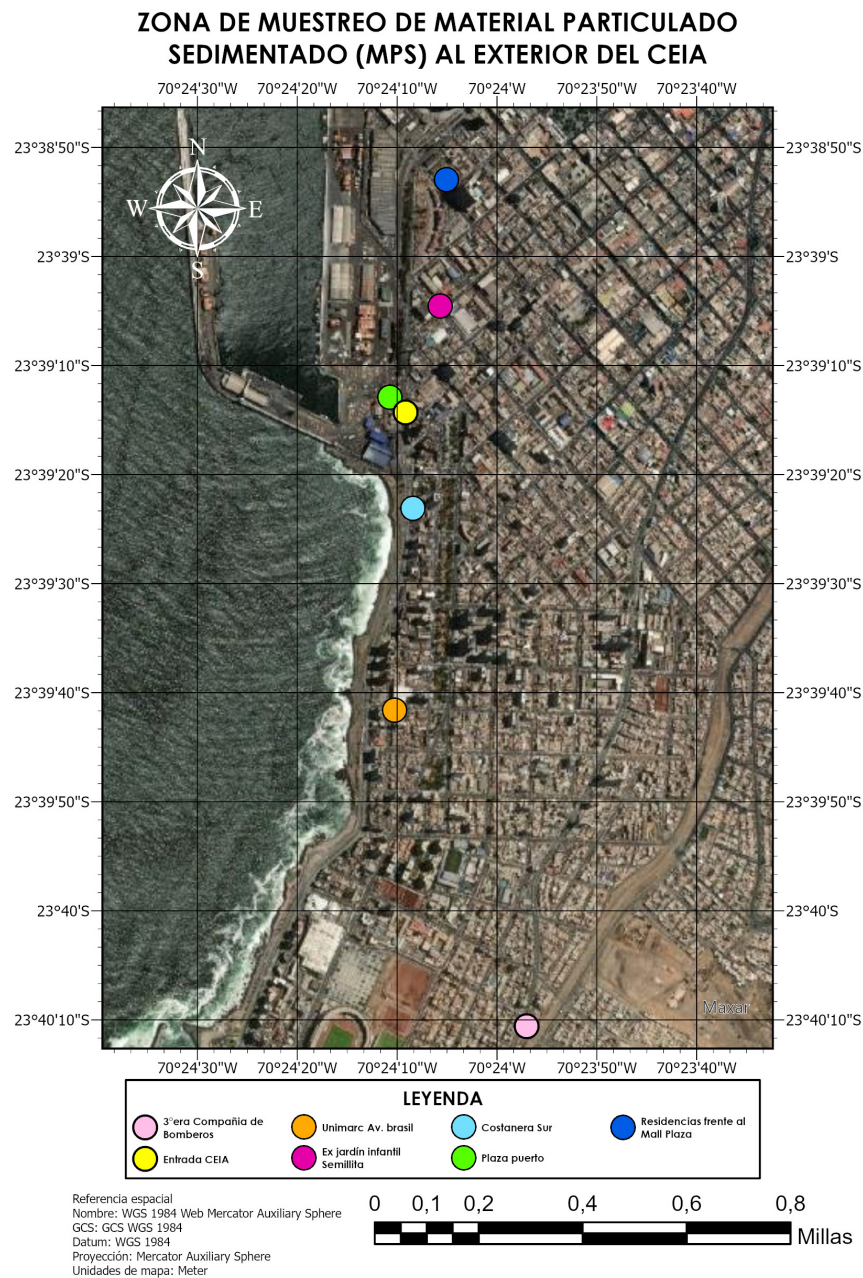 ZONA DE MUESTREO DE MATERIAL PARTICULADO
SEDIMENTADO (MPS) AL EXTERIOR DEL CEIA
70°24'30"W 70°24'20"W 70°24'10"W 70°24'W 70°23'50"W 70°23'40"W
N
W E
S
23°38'50"S 23°38'50"S
23°39'S 23°39'S
23°39'10"S 23°39'10"S
23°39'20"S 23°39'20"S
23°39'30"S 23°39'30"S
23°39'40"S 23°39'40"S
23°39'50"S 23°39'50"S
23°40'S 23°40'S
Maxar
23°40'10"S 23°40'10"S
70°24'30"W 70°24'20"W 70°24'10"W 70°24'W 70°23'50"W 70°23'40"W
LEYENDA
3°era Compañia de
Bomberos
Entrada CEIA
Unimarc Av. brasil
Ex jardín infantil
Semillita
Costanera Sur
Plaza puerto
Residencias frente al
Mall Plaza
Referencia espacial
Nombre: WGS 1984 Web Mercator Auxiliary Sphere
GCS: GCS WGS 1984
Datum: WGS 1984
Proyección: Mercator Auxiliary Sphere
Unidades de mapa: Meter
0 0,1 0,2 0,4 0,6 0,8
Millas